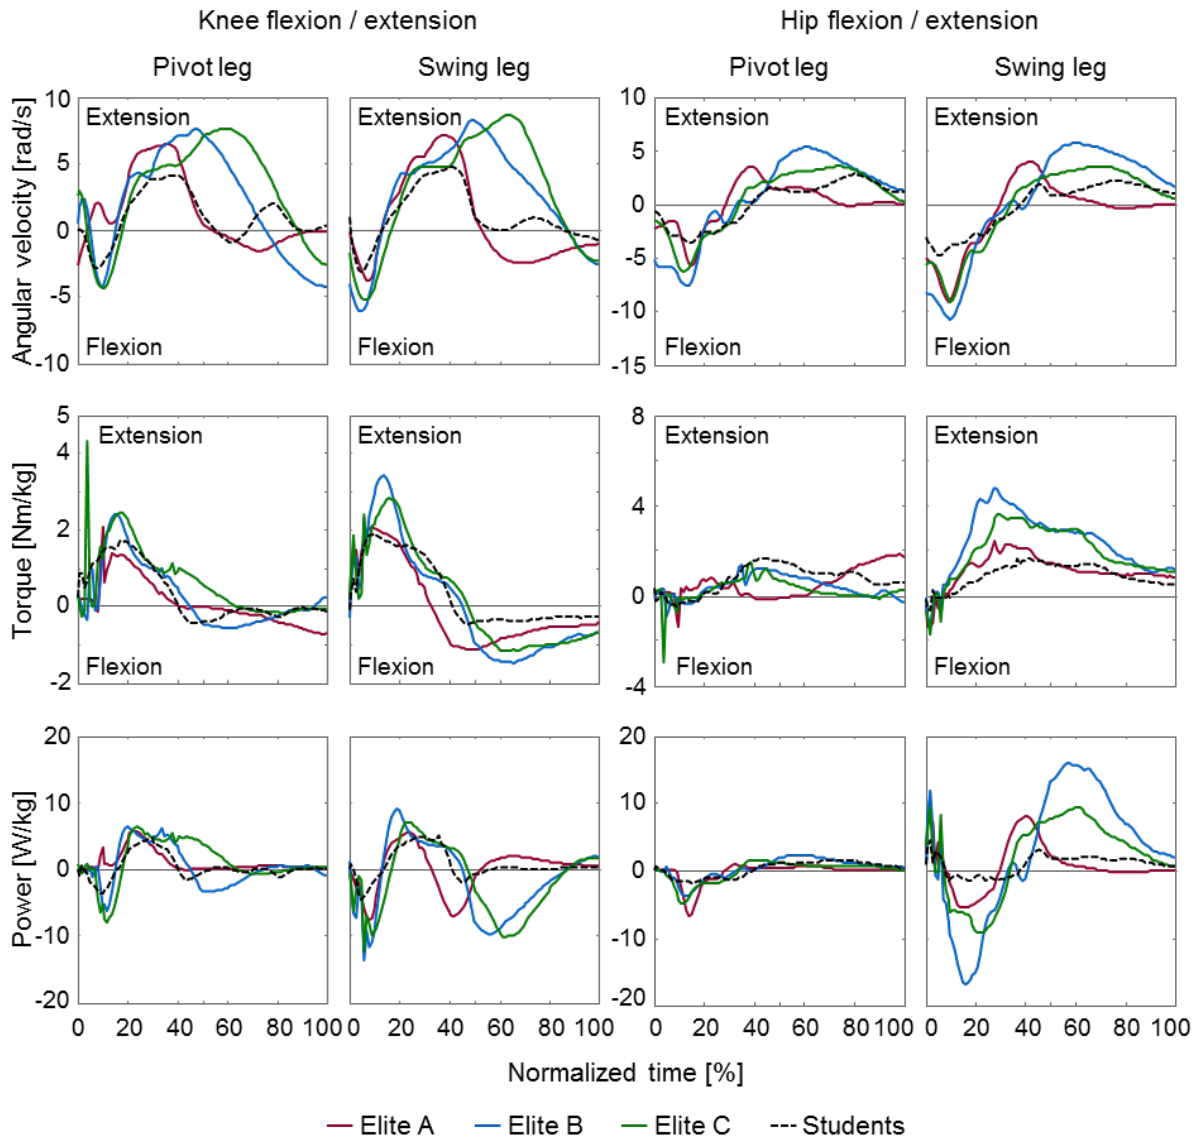 Knee flexion / extension Hip flexion / extension
Pivot leg Swing leg Pivot leg Swing leg
Angular velocity [rad/s]
10
5
0
-5
-10
Extension
Flexion
Extension
Flexion
10
5
0
-5
-10
-15
Extension
Flexion
Extension
Flexion
Torque [Nm/kg]
5
4
2
0
-2
Extension
Flexion
Extension
Flexion
8
4
0
-4
Extension
Flexion
Extension
Flexion
Power [W/kg]
20
10
0
-10
-20
20
10
0
-10
-20
0 20 40 60 80 100 0 20 40 60 80 100 0 20 40 60 80 100 0 20 40 60 80 100
Normalized time [%]
Elite A Elite B Elite C Students